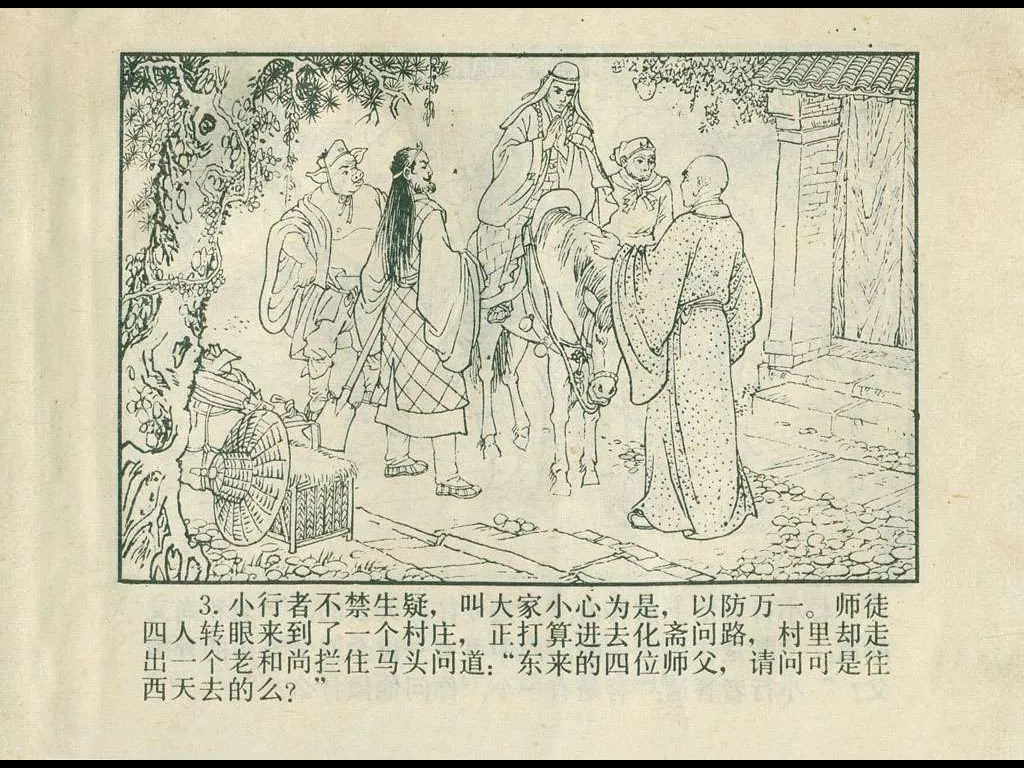 3. 小行者不禁生疑，叫大家小心为是，以防万一。师徒
四人转眼来到了一个村庄，正打算进去化斋问路，村里却走
出一个老和尚拦住马头问道：“东来的四位师父，请问可是往
西天去的么？”